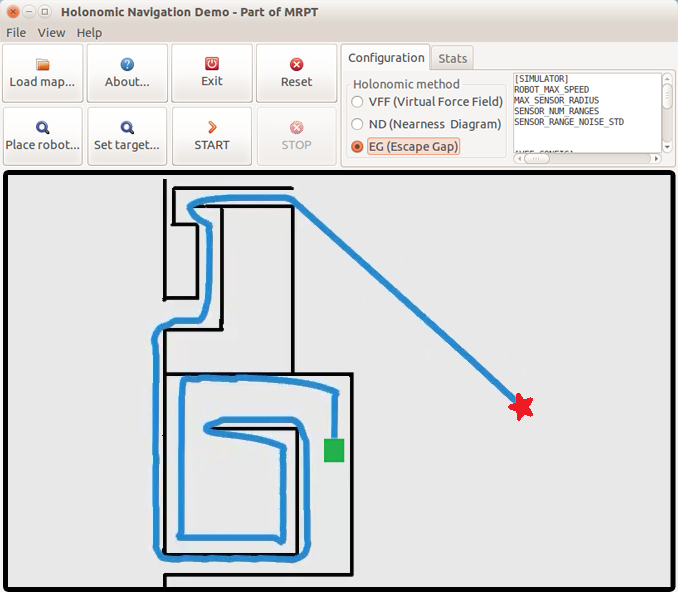 Holonomic Navigation Demo - Part of MRPT
File View Help
Load map...
About...
Exit
Reset
Place robot...
Set target...
START
STOP
Configuration
Stats
Holonomic method
VFF (Virtual Force Field)
ND (Nearness Diagram)
EG (Escape Gap)
[SIMULATOR]
ROBOT_MAX_SPEED
MAX_SENSOR_RADIUS
SENSOR_NUM_RANGES
SENSOR_RANGE_NOISE_STD